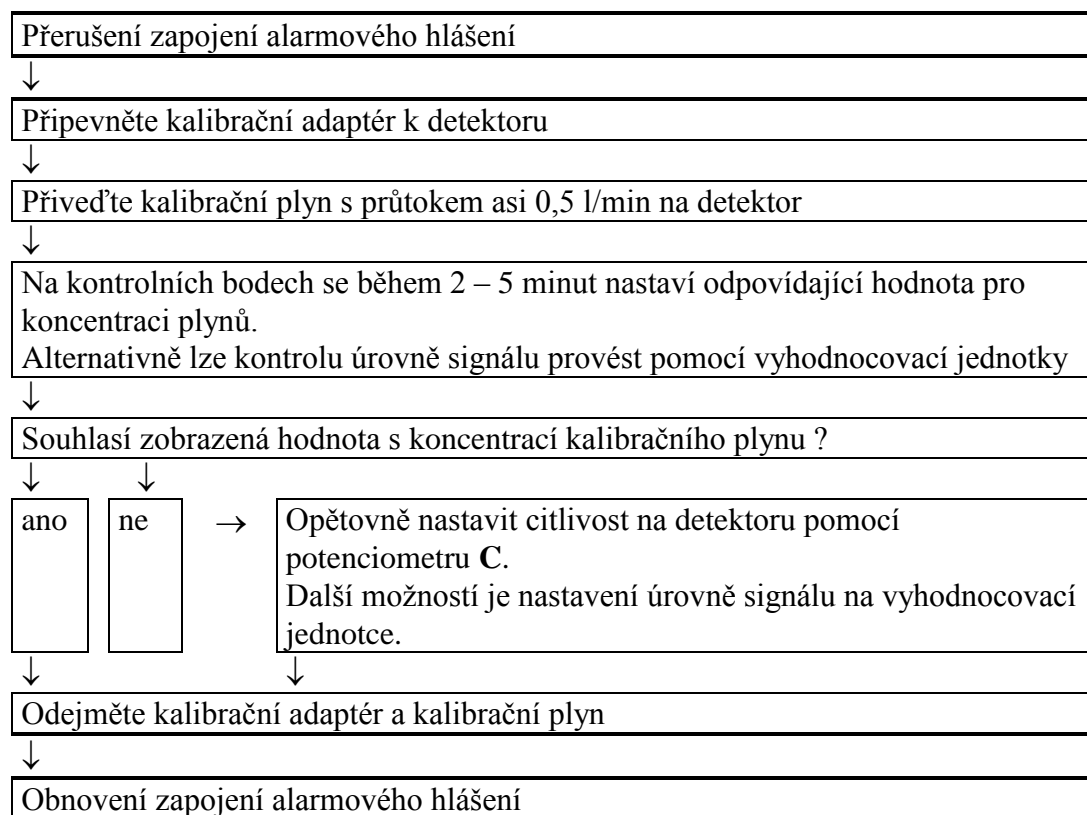 Přerušení zapojení alarmového hlášení
↓
Připevněte kalibrační adaptér k detektoru
↓
Přiveďte kalibrační plyn s průtokem asi 0,5 l/min na detektor
↓
Na kontrolních bodech se během 2 – 5 minut nastaví odpovídající hodnota pro
koncentraci plynů.
Alternativně lze kontrolu úrovně signálu provést pomocí vyhodnocovací jednotky
↓
Souhlasí zobrazená hodnota s koncentrací kalibračního plynu ?
↓ ↓
ano ne → Opětovně nastavit citlivost na detektoru pomocí
potenciometru C.
Další možností je nastavení úrovně signálu na vyhodnocovací
jednotce.
↓ ↓
Odejměte kalibrační adaptér a kalibrační plyn
↓
Obnovení zapojení alarmového hlášení